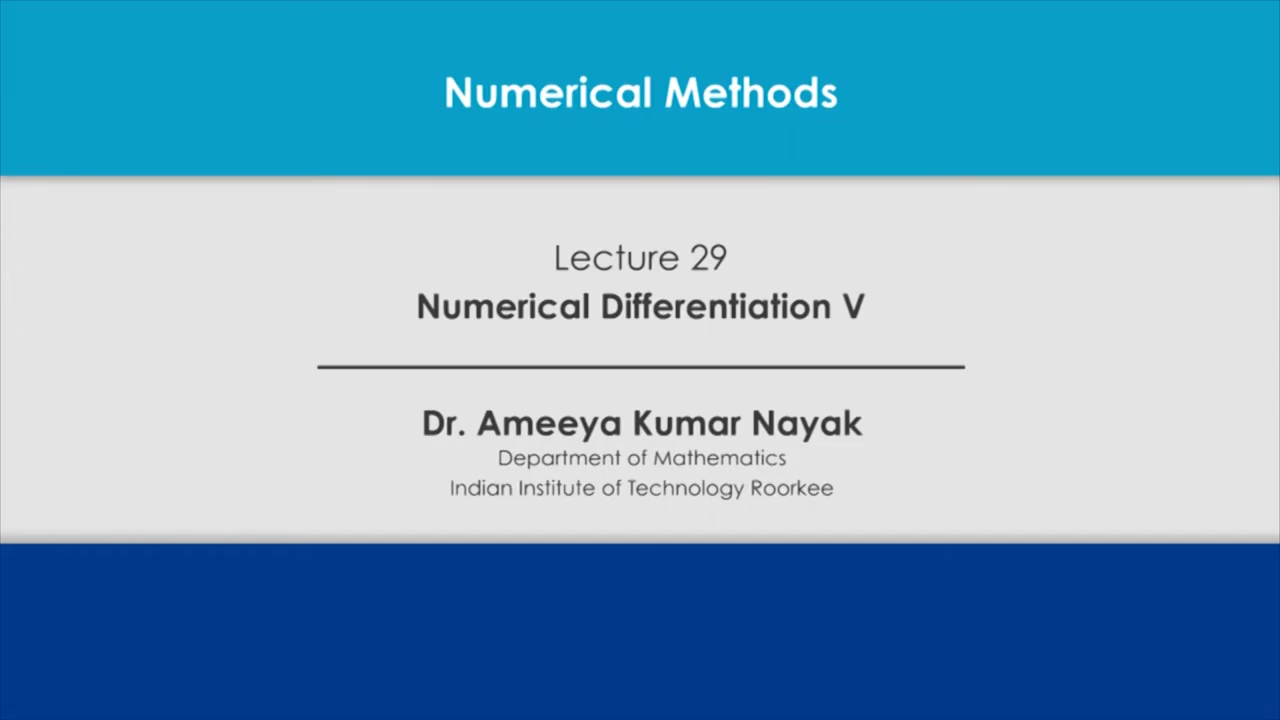 Numerical Methods
Lecture 29
Numerical Differentiation V
Dr. Ameeya Kumar Nayak
Department of Mathematics
Indian Institute of Technology Roorkee